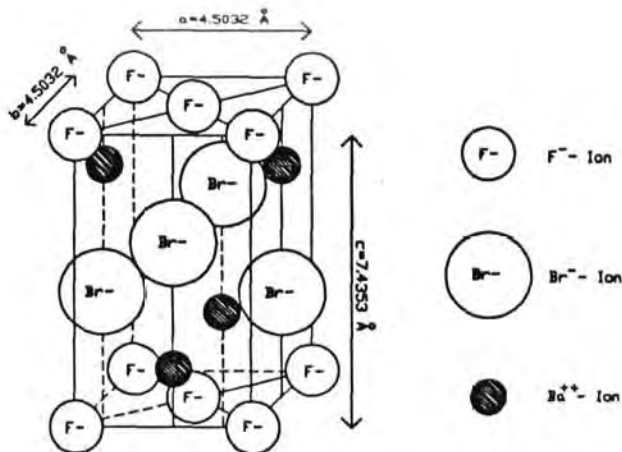 a=4.5032 Å
b=4.5032 Å
F-
F-
F-
F-
F-
Br-
Br-
Br-
Br-
c=7.4353 Å
F-
F-
F-
F-
F-
F- F⁻- Ion
Br- Br⁻- Ion
Ba⁺⁺- Ion